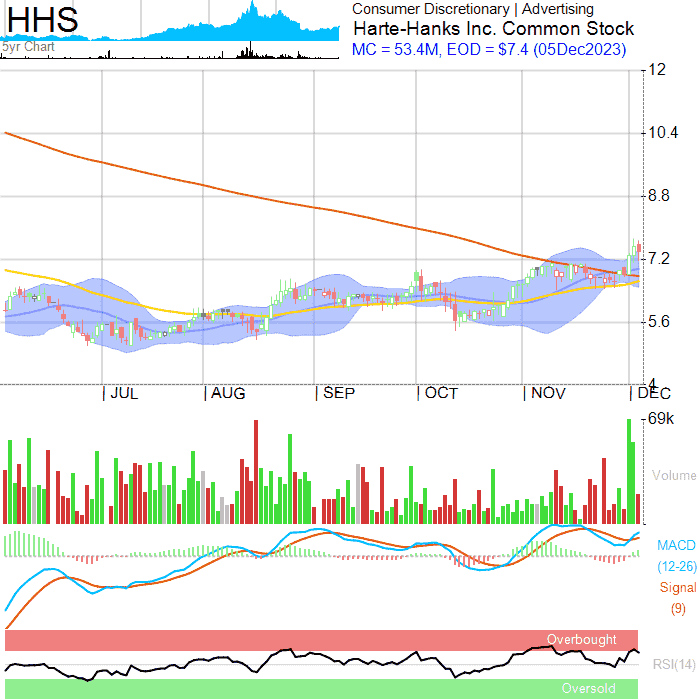 HHS
5yr Chart
Consumer Discretionary | Advertising
Harte-Hanks Inc. Common Stock
MC = 53.4M, EOD = $7.4 (05Dec2023)
12
10.4
8.8
7.2
5.6
4
| JUL | AUG | SEP | OCT | NOV | DEC
69k
Volume
MACD
(12-26)
Signal
(9)
Overbought
RSI(14)
Oversold